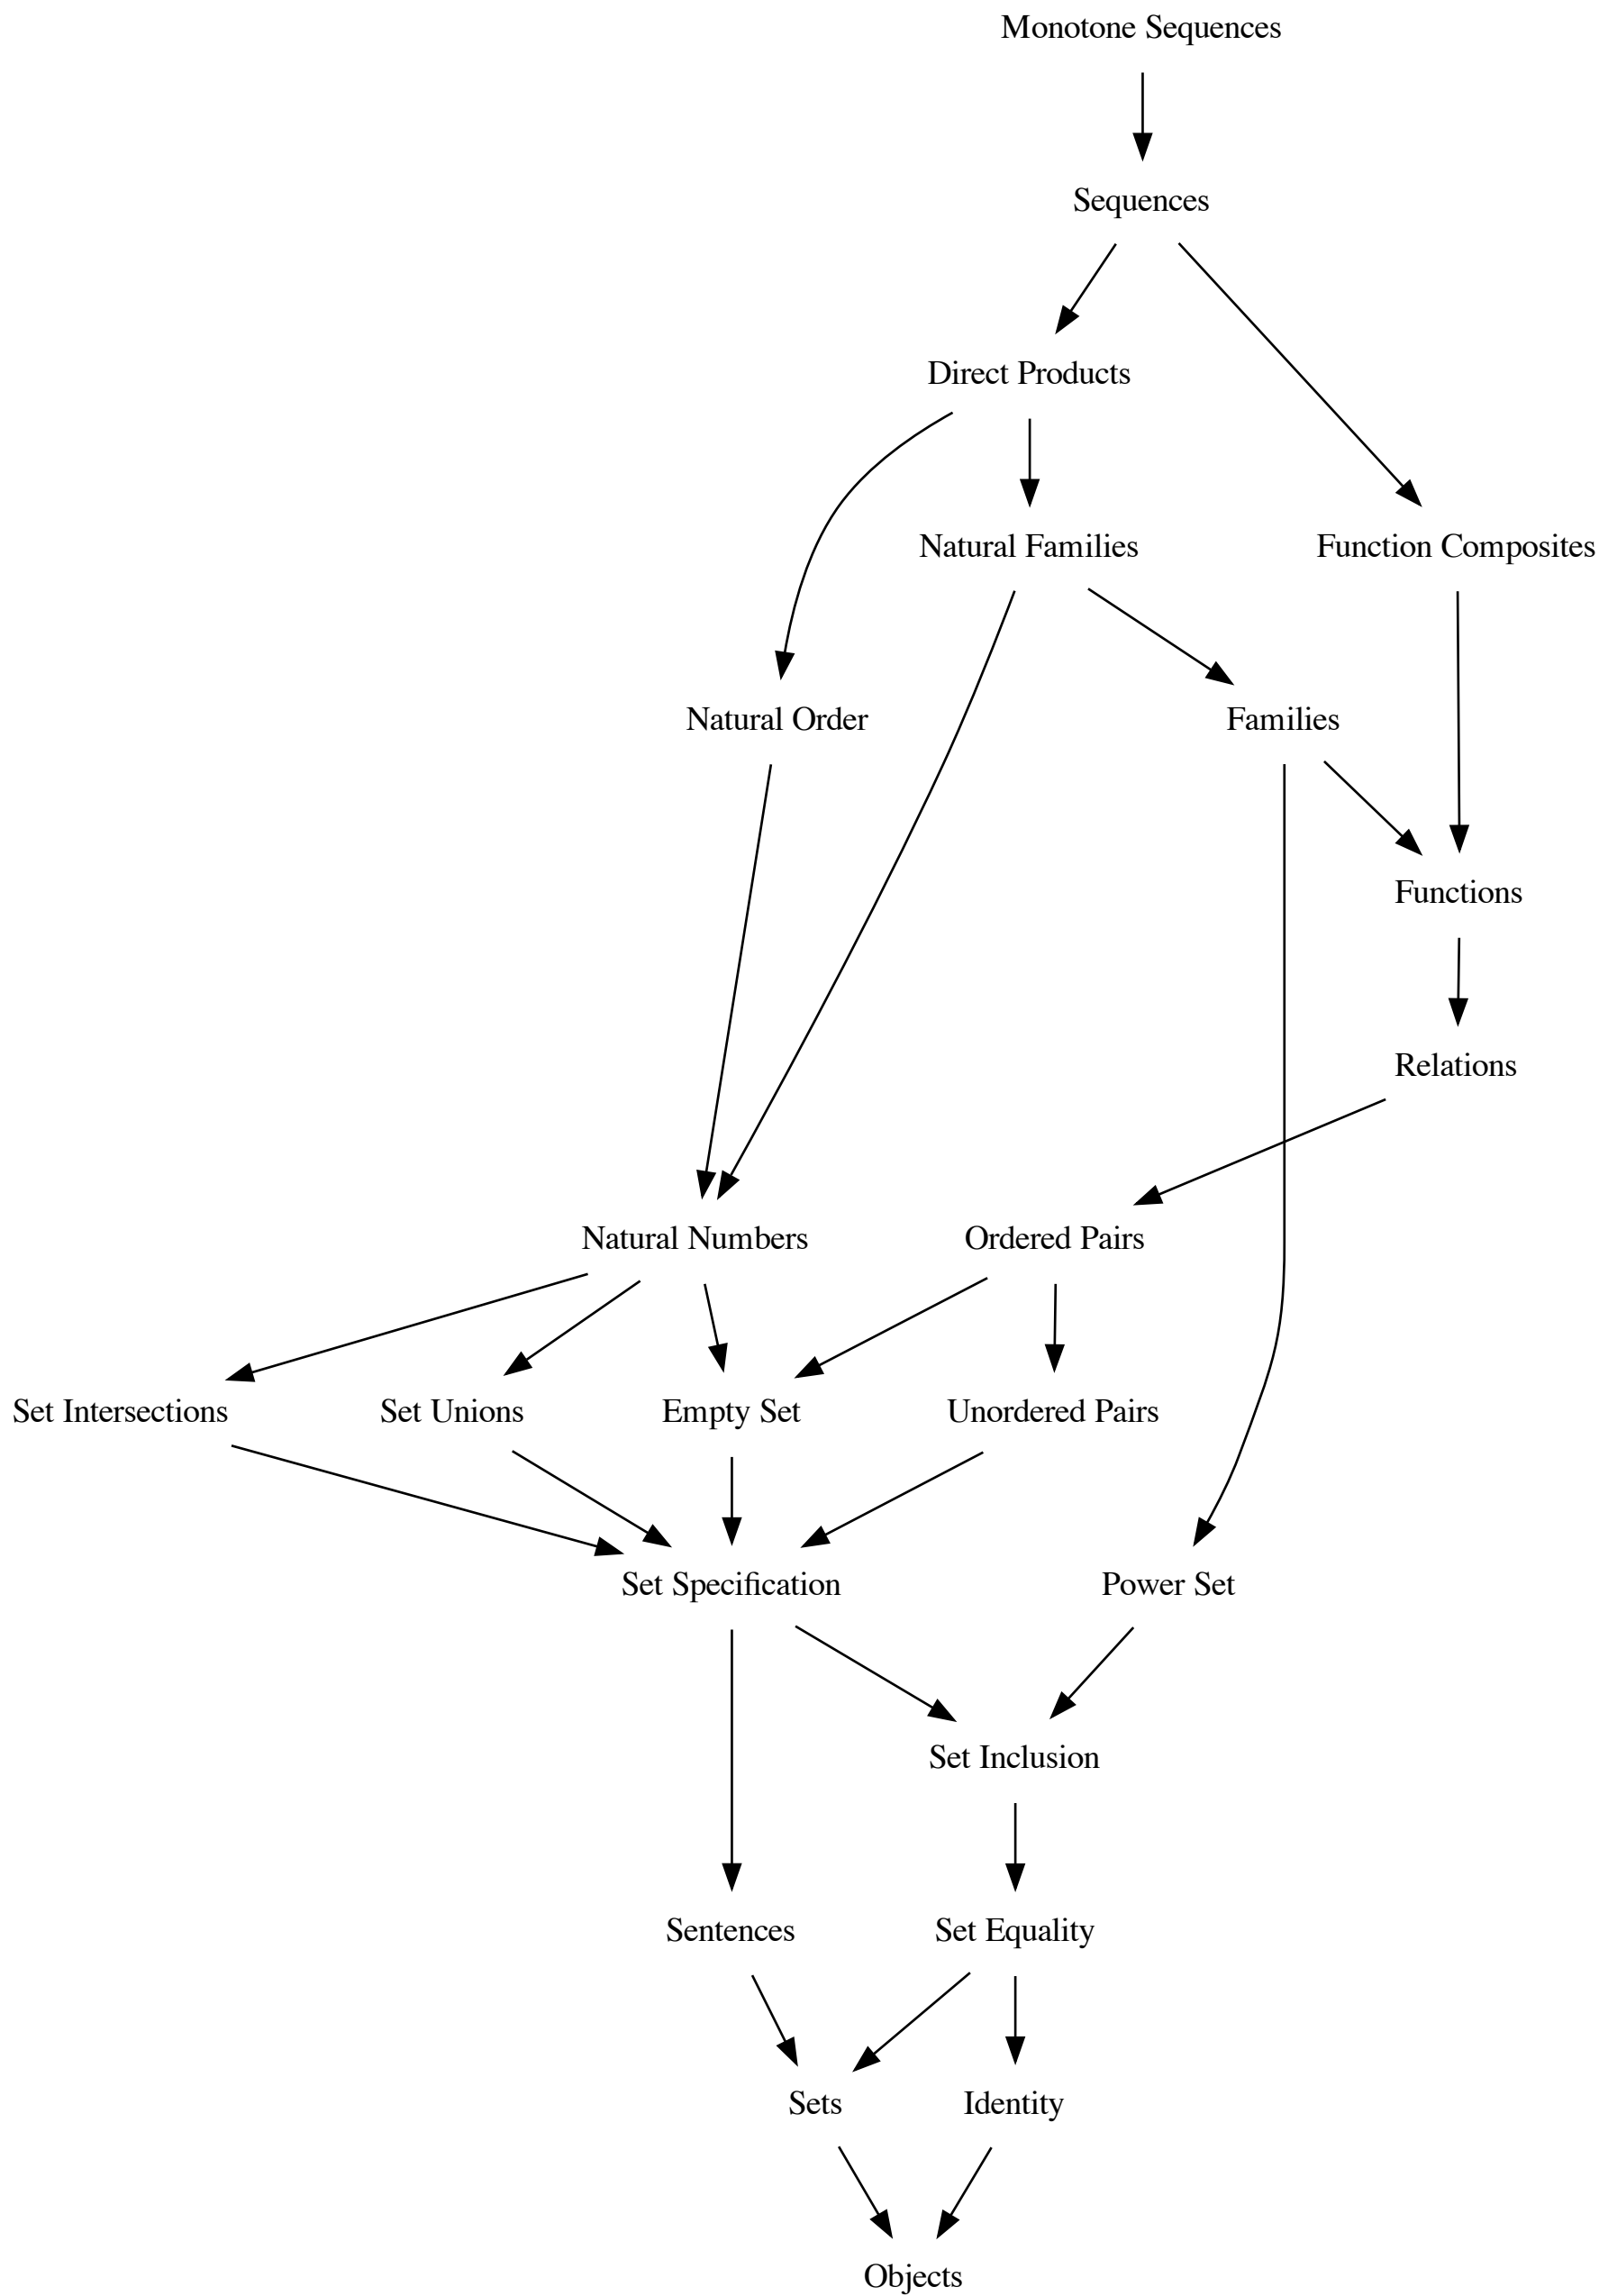 Monotone Sequences
Sequences
Direct Products
Natural Families
Function Composites
Natural Order
Families
Functions
Relations
Natural Numbers
Ordered Pairs
Set Intersections
Set Unions
Empty Set
Unordered Pairs
Set Specification
Power Set
Set Inclusion
Sentences
Set Equality
Sets
Identity
Objects